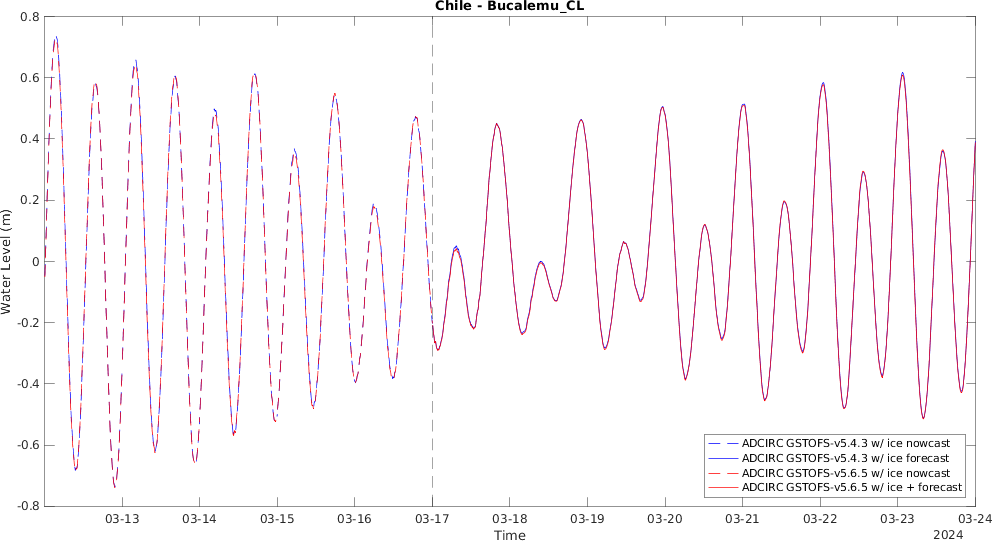 Chile - Bucalemu_CL
Water Level (m)
0.8
0.6
0.4
0.2
0
-0.2
-0.4
-0.6
-0.8
ADCIRC GSTOFS-v5.4.3 w/ ice nowcast
ADCIRC GSTOFS-v5.4.3 w/ ice forecast
ADCIRC GSTOFS-v5.6.5 w/ ice nowcast
ADCIRC GSTOFS-v5.6.5 w/ ice + forecast
03-13 03-14 03-15 03-16 03-17 03-18 03-19 03-20 03-21 03-22 03-23 03-24
Time
2024